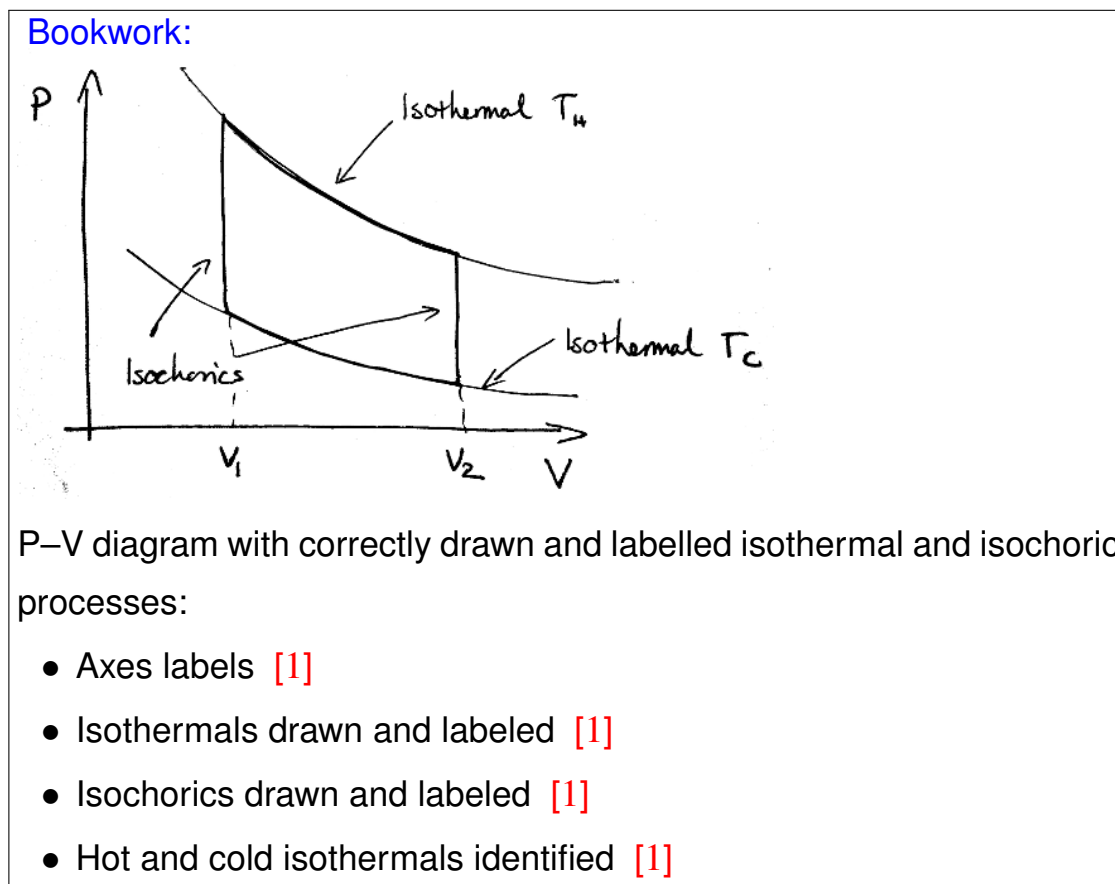 Bookwork:
P
Isothermal T_H
Isochorics
Isothermal T_C
V_1
V_2
V
P–V diagram with correctly drawn and labelled isothermal and isochoric
processes:
• Axes labels [1]
• Isothermals drawn and labeled [1]
• Isochorics drawn and labeled [1]
• Hot and cold isothermals identified [1]